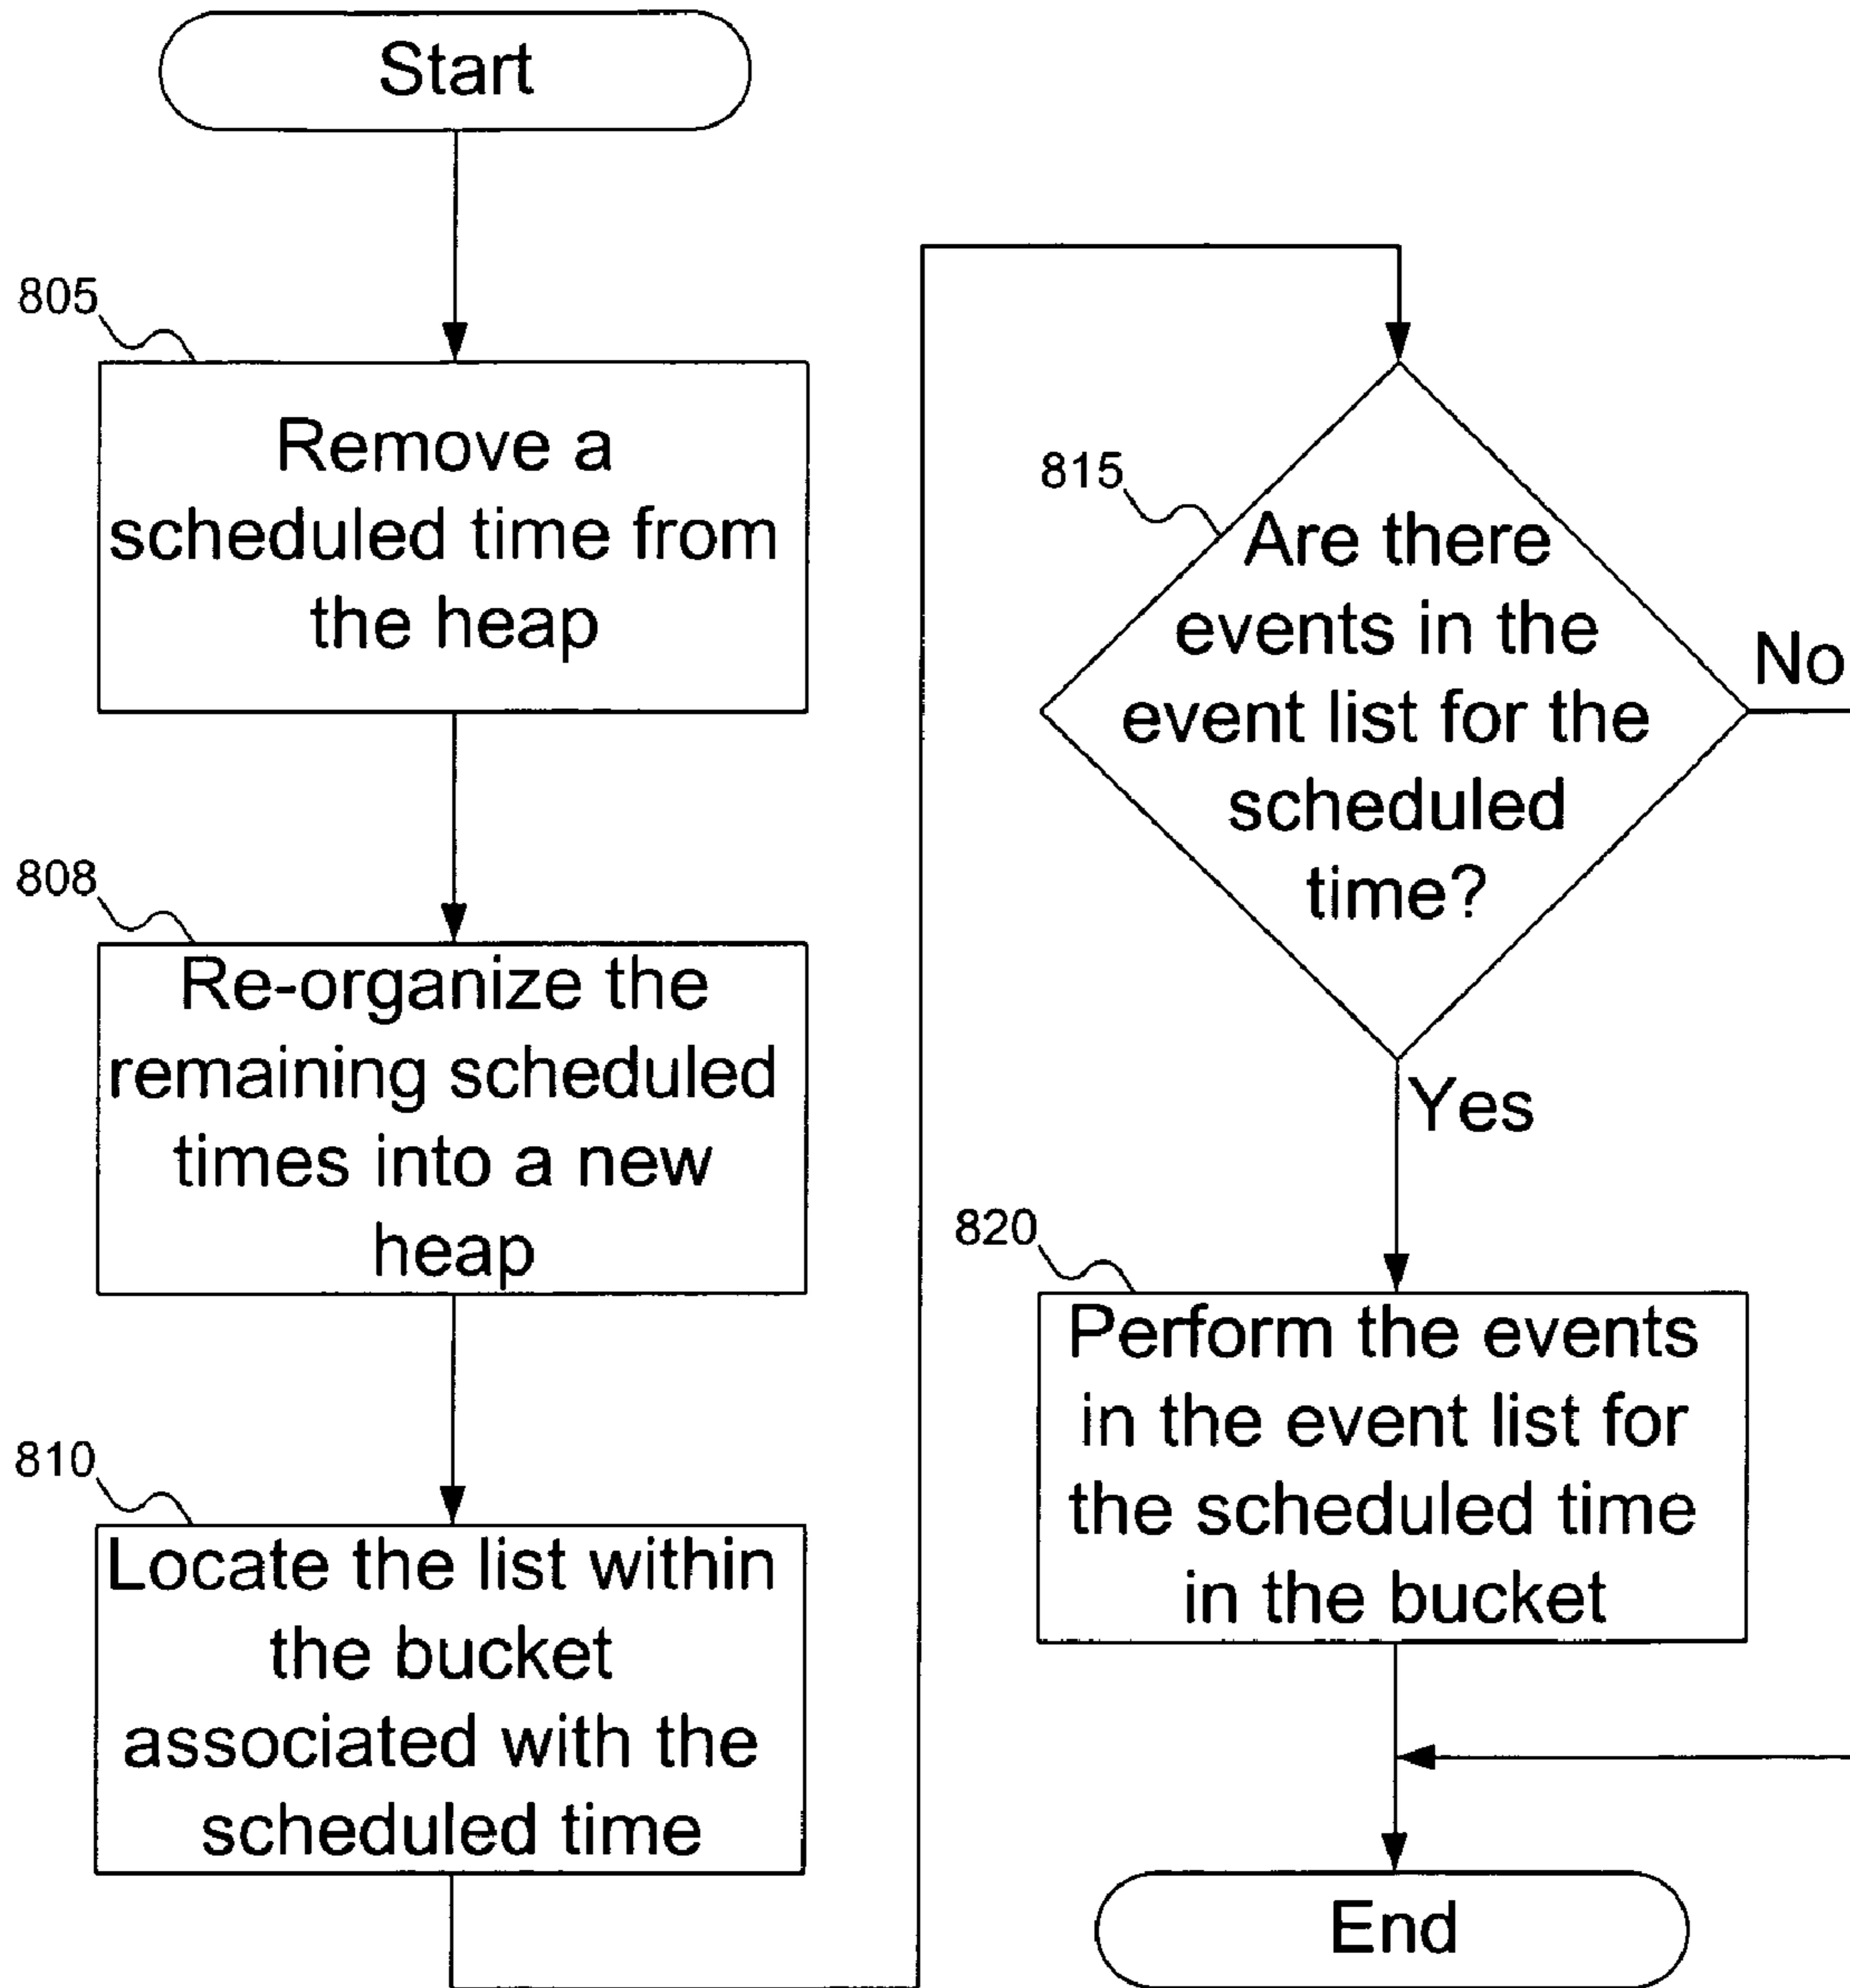 Start
805
Remove a
scheduled time from
the heap
808
Re-organize the
remaining scheduled
times into a new
heap
810
Locate the list within
the bucket
associated with the
scheduled time
815
Are there
events in the
event list for the
scheduled
time?
No
Yes
820
Perform the events
in the event list for
the scheduled time
in the bucket
End